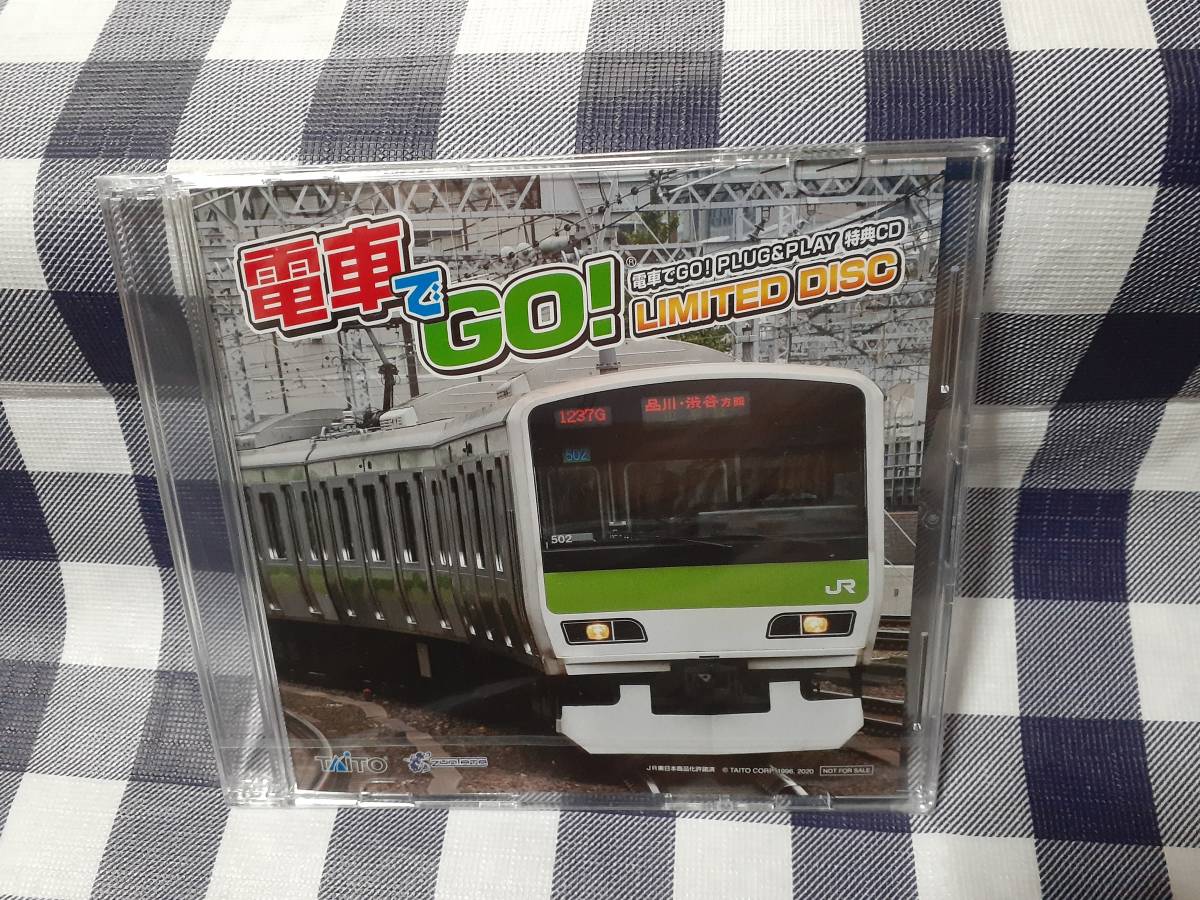 電車でGO!®
電車でGO! PLUG&PLAY 特典CD
LIMITED DISC
1237G
品川・渋谷方面
502
502
JR
TAITO
ZUNTATA
JR東日本商品化許諾済 © TAITO CORP. 1996, 2020 NOT FOR SALE